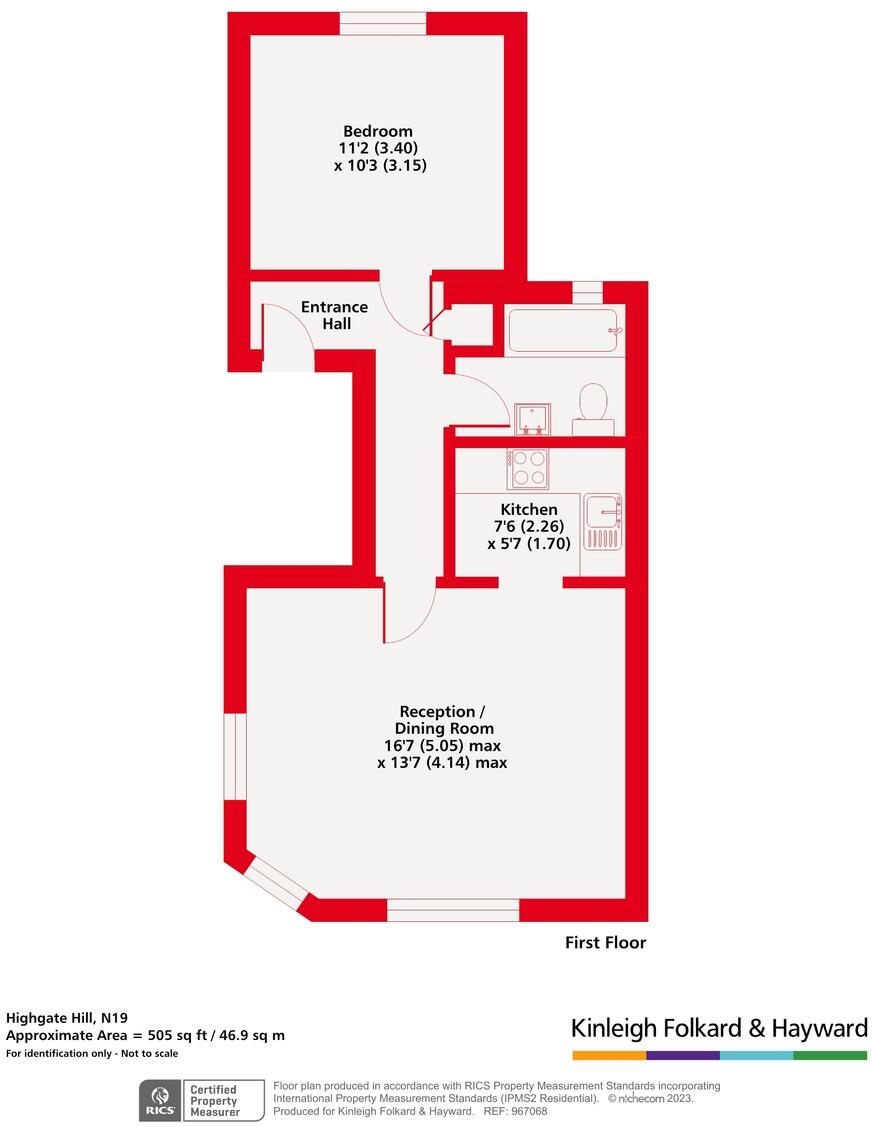 Bedroom
11'2 (3.40)
x 10'3 (3.15)
Entrance
Hall
Kitchen
7'6 (2.26)
x 5'7 (1.70)
Reception /
Dining Room
16'7 (5.05) max
x 13'7 (4.14) max
First Floor
Highgate Hill, N19
Approximate Area = 505 sq ft / 46.9 sq m
For identification only - Not to scale
Kinleigh Folkard & Hayward
RICS
Certified
Property
Measurer
Floor plan produced in accordance with RICS Property Measurement Standards incorporating
International Property Measurement Standards (IPMS2 Residential). © nichecom 2023.
Produced for Kinleigh Folkard & Hayward. REF: 967068